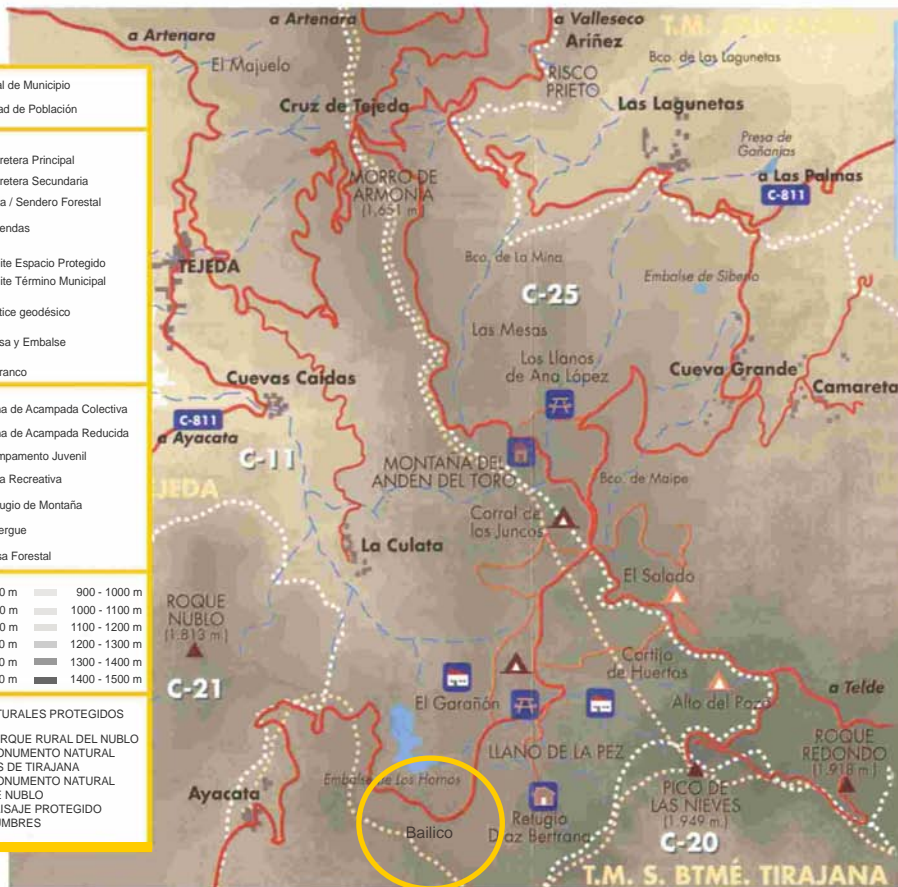 a Artenara
a Valleseco
T.M.
a Artenara
Ariñez
Bco. de Las Lagunetas
El Majuelo
RISCO
PRIETO
Cruz de Tejeda
Las Lagunetas
Presa de
Gañanías
a Las Palmas
C-811
MORRO DE
ARMONIA
(1.651 m.)
TEJEDA
Bco. de La Mina
Embalse de Siberio
C-25
Las Mesas
Los Llanos
de Ana López
Cueva Grande
Camareta
Cuevas Caídas
C-811
a Ayacata
C-11
MONTAÑA DEL
ANDEN DEL TORO
Bco. de Maipe
JEDA
Corral de
los Juncos
La Culata
El Salado
ROQUE
NUBLO
(1.813 m.)
Cortijo
de Huertas
C-21
El Garañón
Alto del Pozo
a Telde
LLANO DE LA PEZ
ROQUE
REDONDO
(1.918 m.)
Embalse de Los Hornos
PICO DE
LAS NIEVES
(1.949 m.)
Ayacata
Bailico
Refugio
Díaz Bertrana
C-20
T.M. S. BTMÉ. TIRAJANA
al de Municipio
ad de Población
retera Principal
retera Secundaria
a / Sendero Forestal
endas
ite Espacio Protegido
ite Término Municipal
tice geodésico
sa y Embalse
ranco
na de Acampada Colectiva
na de Acampada Reducida
mpamento Juvenil
a Recreativa
ugio de Montaña
ergue
sa Forestal
0 m 900 - 1000 m
0 m 1000 - 1100 m
0 m 1100 - 1200 m
0 m 1200 - 1300 m
0 m 1300 - 1400 m
0 m 1400 - 1500 m
TURALES PROTEGIDOS
RQUE RURAL DEL NUBLO
ONUMENTO NATURAL
S DE TIRAJANA
ONUMENTO NATURAL
E NUBLO
ISAJE PROTEGIDO
UMBRES